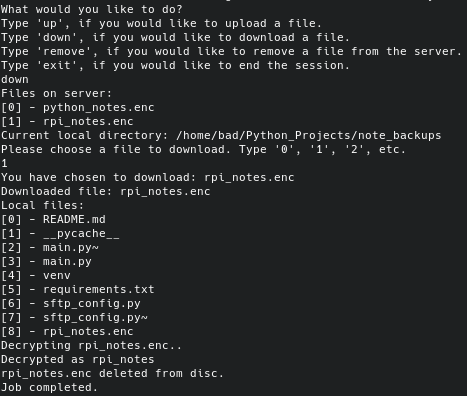 What would you like to do?
Type 'up', if you would like to upload a file.
Type 'down', if you would like to download a file.
Type 'remove', if you would like to remove a file from the server.
Type 'exit', if you would like to end the session.
down
Files on server:
[0] - python_notes.enc
[1] - rpi_notes.enc
Current local directory: /home/bad/Python_Projects/note_backups
Please choose a file to download. Type '0', '1', '2', etc.
1
You have chosen to download: rpi_notes.enc
Downloaded file: rpi_notes.enc
Local files:
[0] - README.md
[1] - __pycache__
[2] - main.py~
[3] - main.py
[4] - venv
[5] - requirements.txt
[6] - sftp_config.py
[7] - sftp_config.py~
[8] - rpi_notes.enc
Decrypting rpi_notes.enc..
Decrypted as rpi_notes
rpi_notes.enc deleted from disc.
Job completed.